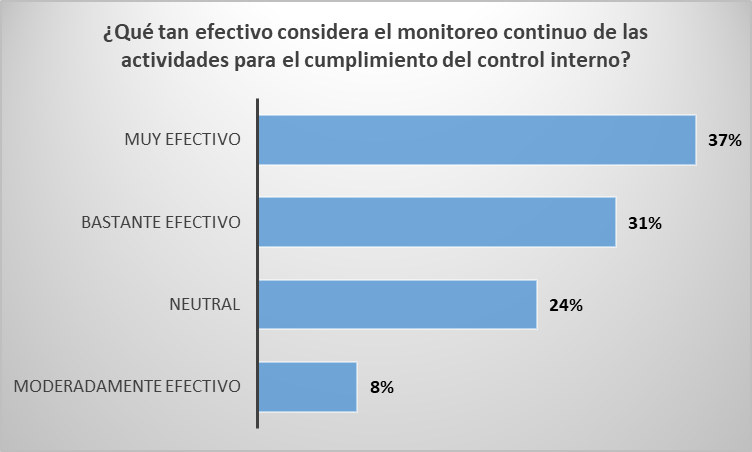 ¿Qué tan efectivo considera el monitoreo continuo de las
actividades para el cumplimiento del control interno?
MUY EFECTIVO 37%
BASTANTE EFECTIVO 31%
NEUTRAL 24%
MODERADAMENTE EFECTIVO 8%